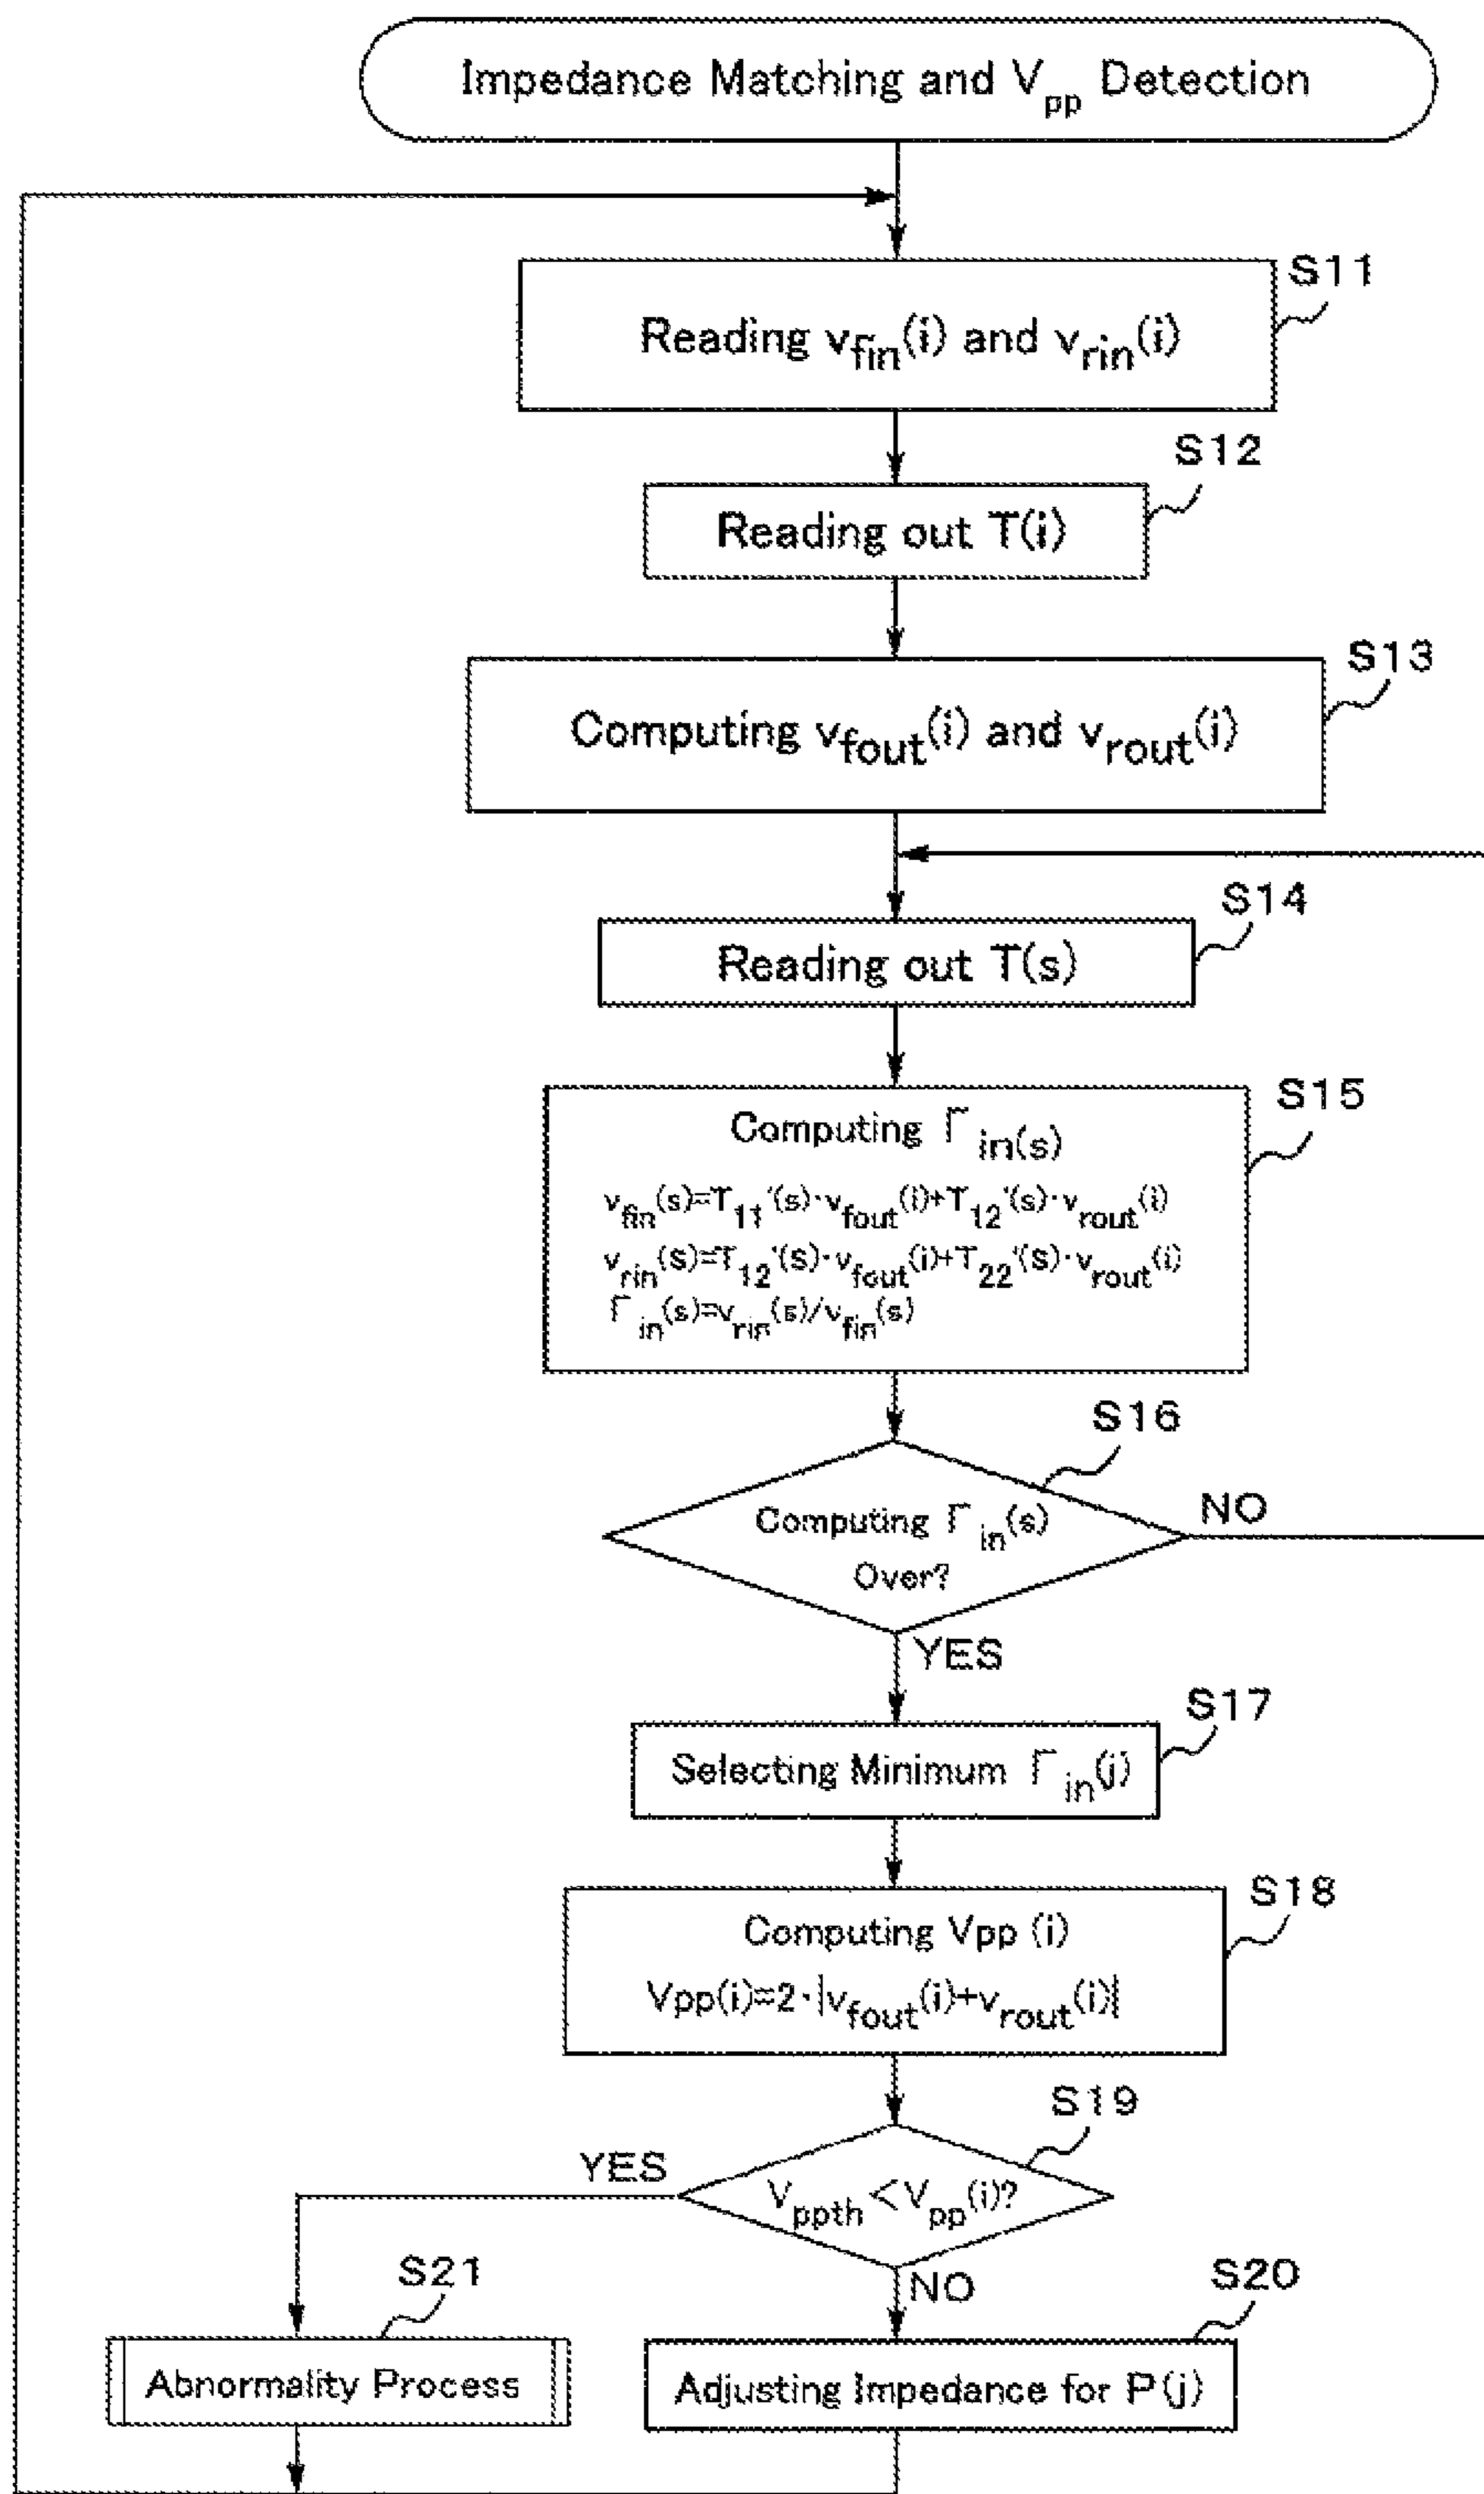 Impedance Matching and Vpp Detection
S11
Reading vfin(i) and vrin(i)
S12
Reading out T(i)
S13
Computing vfout(i) and vrout(i)
S14
Reading out T(s)
S15
Computing Γin(s)
vfin(s)=T11'(s)·vfout(i)+T12'(s)·vrout(i)
vrin(s)=T12'(s)·vfout(i)+T22'(s)·vrout(i)
Γin(s)=vrin(s)/vfin(s)
S16
Computing Γin(s)
Over?
NO
YES
S17
Selecting Minimum Γin(j)
S18
Computing Vpp (i)
Vpp(i)=2·|vfout(i)+vrout(i)|
S19
YES
Vppth<Vpp(i)?
NO
S21
S20
Abnormality Process
Adjusting Impedance for P(j)